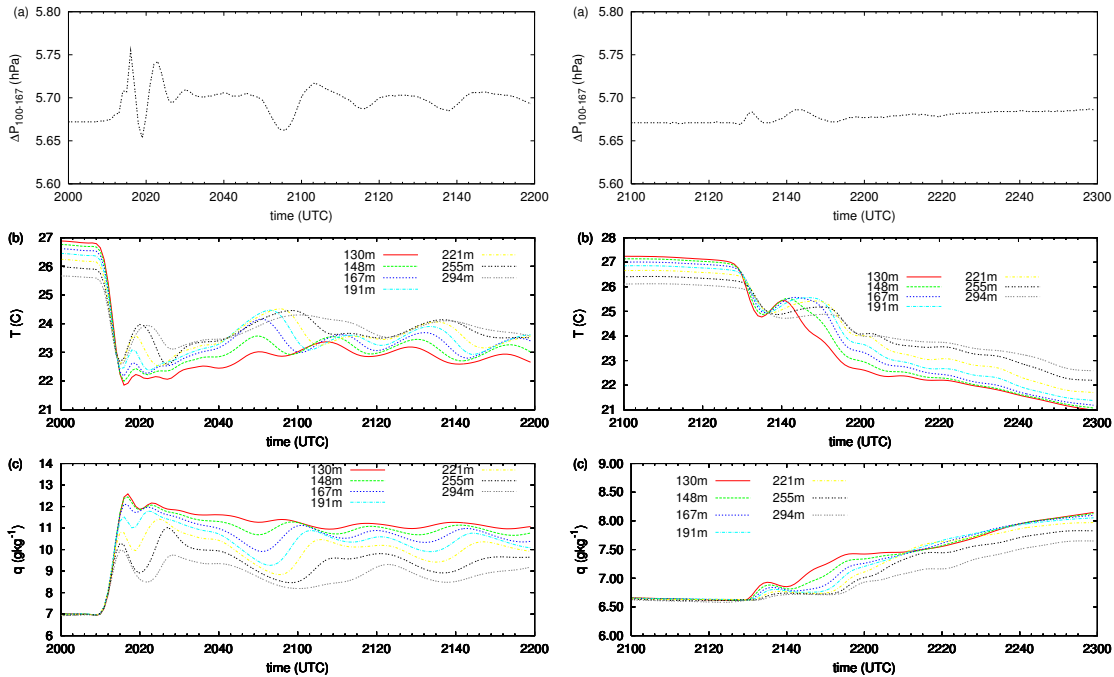 (a)
5.80
5.75
5.70
5.65
5.60
ΔP100-167 (hPa)
2000 2020 2040 2100 2120 2140 2200
time (UTC)
(a)
5.80
5.75
5.70
5.65
5.60
ΔP100-167 (hPa)
2100 2120 2140 2200 2220 2240 2300
time (UTC)
(b)
27
26
25
24
23
22
21
T (C)
130m 221m
148m 255m
167m 294m
191m
2000 2020 2040 2100 2120 2140 2200
time (UTC)
(b)
28
27
26
25
24
23
22
21
T (C)
130m 221m
148m 255m
167m 294m
191m
2100 2120 2140 2200 2220 2240 2300
time (UTC)
(c)
14
13
12
11
10
9
8
7
6
q (gkg-1)
130m 221m
148m 255m
167m 294m
191m
2000 2020 2040 2100 2120 2140 2200
time (UTC)
(c)
9.00
8.50
8.00
7.50
7.00
6.50
6.00
q (gkg-1)
130m 221m
148m 255m
167m 294m
191m
2100 2120 2140 2200 2220 2240 2300
time (UTC)